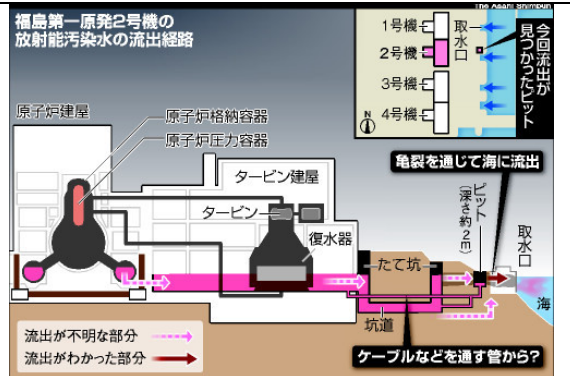 The Asahi Shimbun
福島第一原発2号機の
放射能汚染水の流出経路
1号機
2号機
3号機
4号機
取水口
今回流出が
見つかったピット
N
原子炉建屋
原子炉格納容器
原子炉圧力容器
タービン建屋
タービン
復水器
亀裂を通じて海に流出
ピット
(深さ約2m)
取水口
たて坑
海
坑道
流出が不明な部分
流出がわかった部分
ケーブルなどを通す管から?